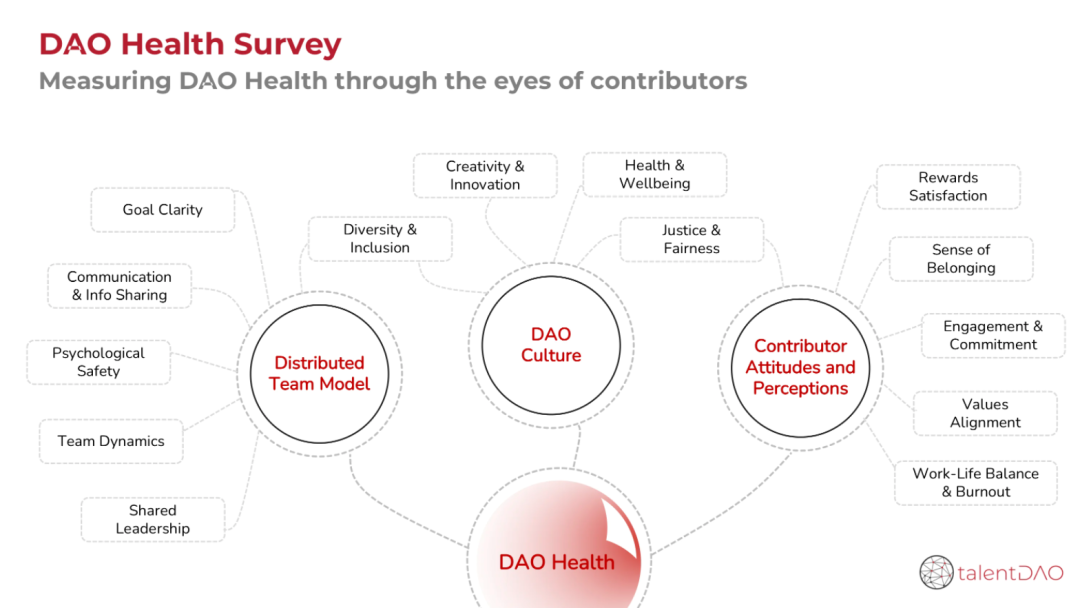 DAO Health Survey
Measuring DAO Health through the eyes of contributors
Creativity &
Innovation
Health &
Wellbeing
Rewards
Satisfaction
Goal Clarity
Diversity &
Inclusion
Justice &
Fairness
Sense of
Belonging
Communication
& Info Sharing
Engagement &
Commitment
DAO
Culture
Psychological
Safety
Distributed
Team Model
Contributor
Attitudes and
Perceptions
Values
Alignment
Team Dynamics
Work-Life Balance
& Burnout
Shared
Leadership
DAO Health
talentDAO